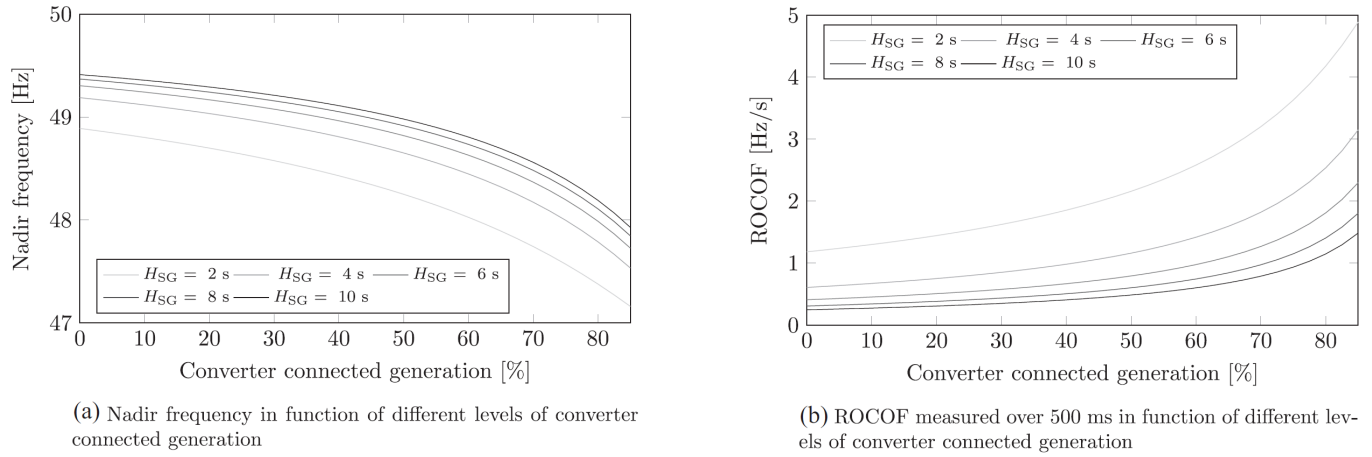 50
49
48
47
Nadir frequency [Hz]
H_SG = 2 s H_SG = 4 s H_SG = 6 s
H_SG = 8 s H_SG = 10 s
0 10 20 30 40 50 60 70 80
Converter connected generation [%]
(a) Nadir frequency in function of different levels of converter
connected generation
5
4
3
2
1
0
ROCOF [Hz/s]
H_SG = 2 s H_SG = 4 s H_SG = 6 s
H_SG = 8 s H_SG = 10 s
0 10 20 30 40 50 60 70 80
Converter connected generation [%]
(b) ROCOF measured over 500 ms in function of different lev-
els of converter connected generation